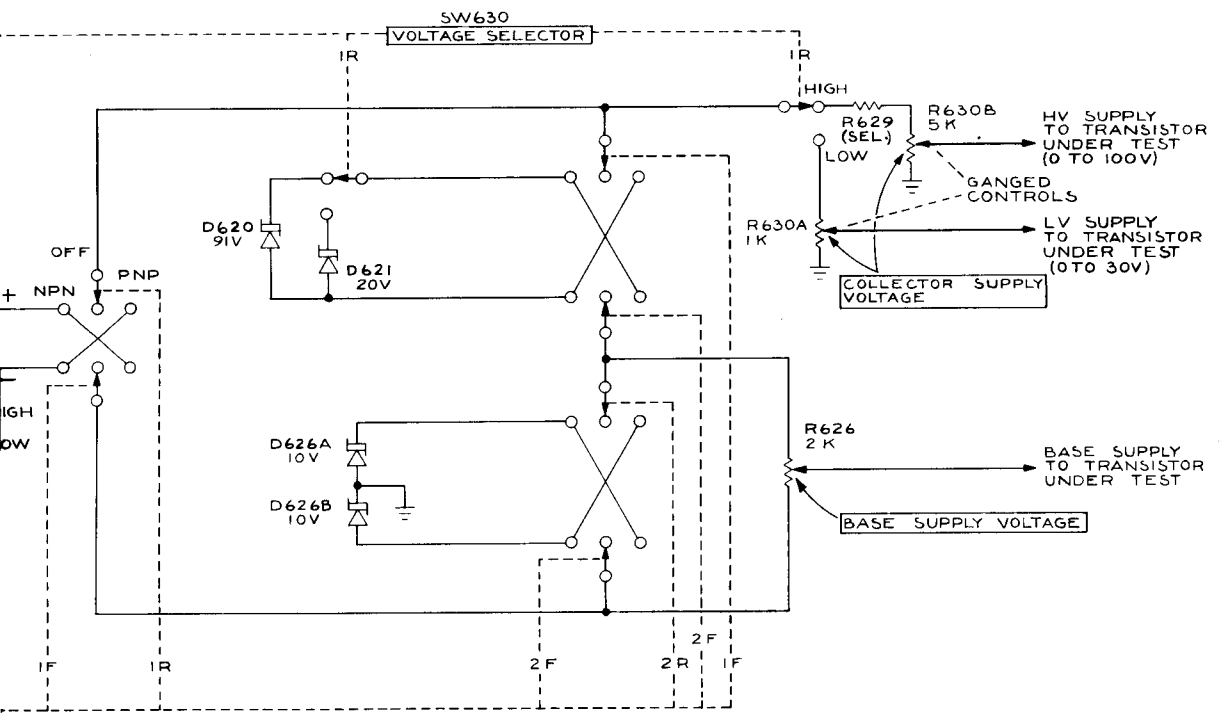 SW630
VOLTAGE SELECTOR
1R
1R
HIGH
R629
(SEL.)
R630B
5K
HV SUPPLY
TO TRANSISTOR
UNDER TEST
(0 TO 100V)
LOW
GANGED
CONTROLS
R630A
1K
LV SUPPLY
TO TRANSISTOR
UNDER TEST
(0 TO 30V)
COLLECTOR SUPPLY
VOLTAGE
D620
91V
D621
20V
OFF
PNP
NPN
+
−
IGH
OW
D626A
10V
D626B
10V
R626
2K
BASE SUPPLY
TO TRANSISTOR
UNDER TEST
BASE SUPPLY VOLTAGE
1F
1R
2F
2R
2F
1F